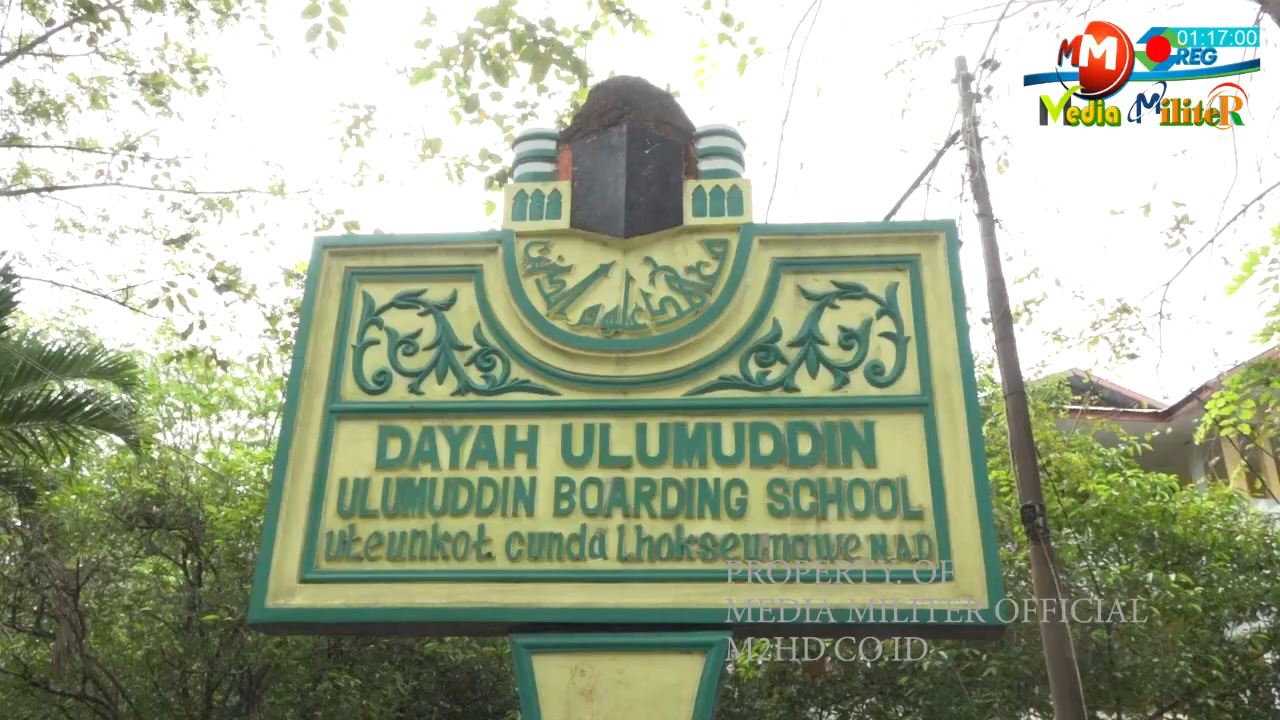 01:17:00
M
REG
Media MiliteR
DAYAH ULUMUDDIN
ULUMUDDIN BOARDING SCHOOL
uteunkot. cunda Lhokseumawe N.A.D
PROPERTY. OF
MEDIA MILITER OFFICIAL
M2HD.CO.ID